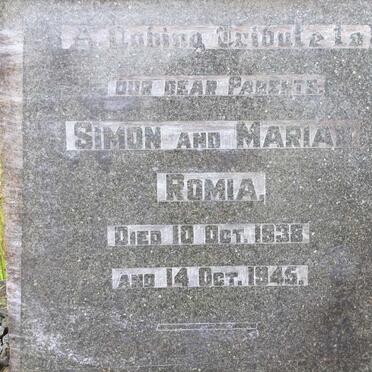 A Loving Tribute to
Our Dear Parents.
Simon and Marian
Romia,
Died 10 Oct. 1938
and 14 Oct. 1945.